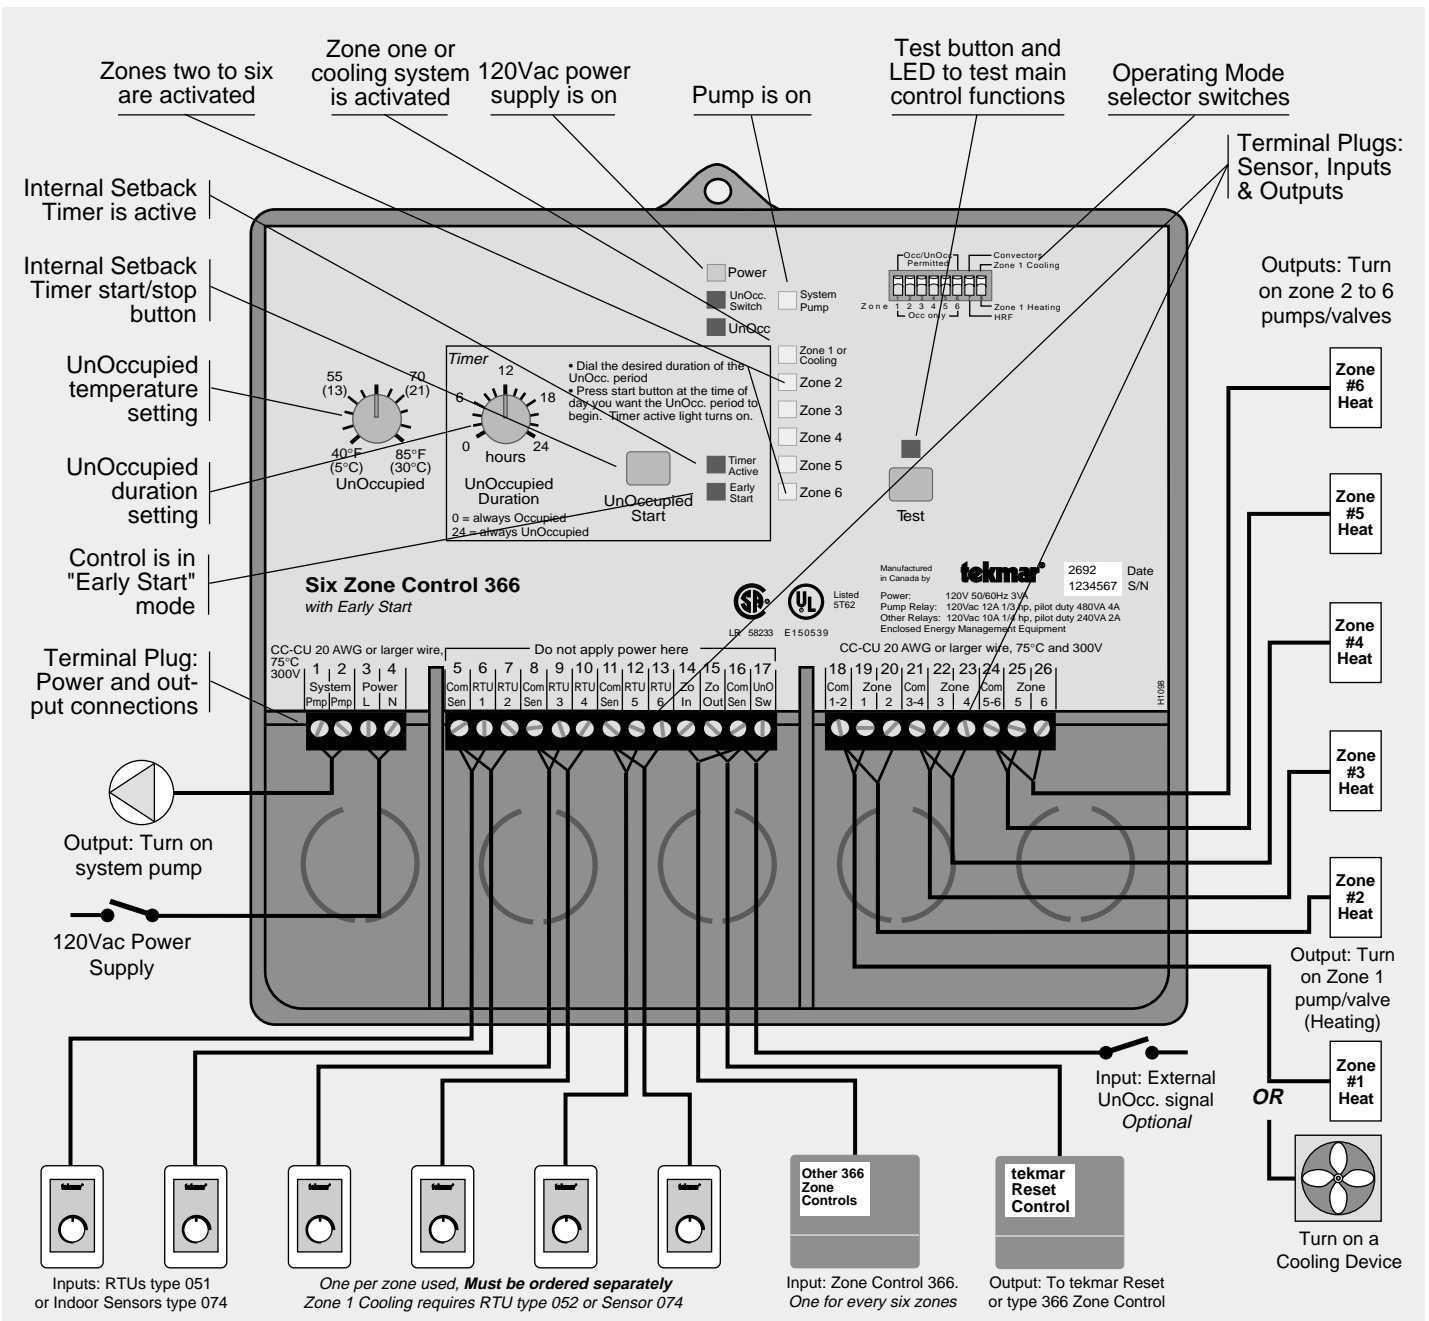 Zones two to six
are activated
Zone one or
cooling system
is activated
120Vac power
supply is on
Pump is on
Test button and
LED to test main
control functions
Operating Mode
selector switches
Terminal Plugs:
Sensor, Inputs
& Outputs
Internal Setback
Timer is active
Internal Setback
Timer start/stop
button
UnOccupied
temperature
setting
UnOccupied
duration
setting
Control is in
"Early Start"
mode
Terminal Plug:
Power and out-
put connections
Power
UnOcc.
Switch
UnOcc
System
Pump
Zone 1 or
Cooling
Zone 2
Zone 3
Zone 4
Zone 5
Zone 6
Occ/UnOcc
Permitted
Convectors
Zone 1 Cooling
1 2 3 4 5 6 7 8
Zone 1 2 3 4 5 6
Occ only
Zone 1 Heating
HRF
55
(13)
70
(21)
40°F
(5°C)
85°F
(30°C)
UnOccupied
Timer
12
6
18
0
24
hours
UnOccupied
Duration
0 = always Occupied
24 = always UnOccupied
• Dial the desired duration of the
UnOcc. period
• Press start button at the time of
day you want the UnOcc. period to
begin. Timer active light turns on.
UnOccupied
Start
Timer
Active
Early
Start
Test
Six Zone Control 366
with Early Start
SA
UL
Listed
5T62
LR 58233 E150539
Manufactured
in Canada by
tekmar®
2692 Date
1234567 S/N
Power: 120V 50/60Hz 3VA
Pump Relay: 120Vac 12A 1/3 hp, pilot duty 480VA 4A
Other Relays: 120Vac 10A 1/4 hp, pilot duty 240VA 2A
Enclosed Energy Management Equipment
CC-CU 20 AWG or larger wire,
75°C
300V
Do not apply power here
CC-CU 20 AWG or larger wire, 75°C and 300V
1 2 3 4
System Power
Pmp Pmp L N
5 6 7 8 9 10 11 12 13 14 15 16 17
Com RTU RTU Com RTU RTU Com RTU RTU Zo Zo Com UnO
Sen 1 2 Sen 3 4 Sen 5 6 In Out Sen Sw
18 19 20 21 22 23 24 25 26
Com Zone Com Zone Com Zone
1-2 1 2 3-4 3 4 5-6 5 6
H1098
Outputs: Turn
on zone 2 to 6
pumps/valves
Zone
#6
Heat
Zone
#5
Heat
Zone
#4
Heat
Zone
#3
Heat
Zone
#2
Heat
Output: Turn
on Zone 1
pump/valve
(Heating)
Zone
#1
Heat
OR
Turn on a
Cooling Device
Output: Turn on
system pump
120Vac Power
Supply
Input: External
UnOcc. signal
Optional
tekmar
tekmar
tekmar
tekmar
tekmar
tekmar
Other 366
Zone
Controls
tekmar
Reset
Control
Inputs: RTUs type 051
or Indoor Sensors type 074
One per zone used, Must be ordered separately
Zone 1 Cooling requires RTU type 052 or Sensor 074
Input: Zone Control 366.
One for every six zones
Output: To tekmar Reset
or type 366 Zone Control